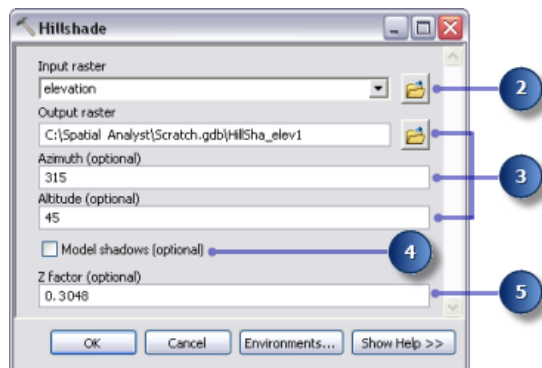 Hillshade
Input raster
elevation
2
Output raster
C:\Spatial Analyst\Scratch.gdb\HillSha_elev1
Azimuth (optional)
315
3
Altitude (optional)
45
Model shadows (optional)
4
Z factor (optional)
0.3048
5
OK Cancel Environments... Show Help >>